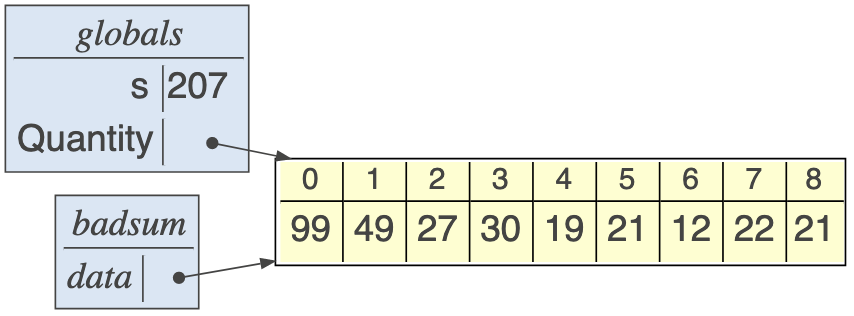 globals
s 207
Quantity
0 1 2 3 4 5 6 7 8
99 49 27 30 19 21 12 22 21
badsum
data